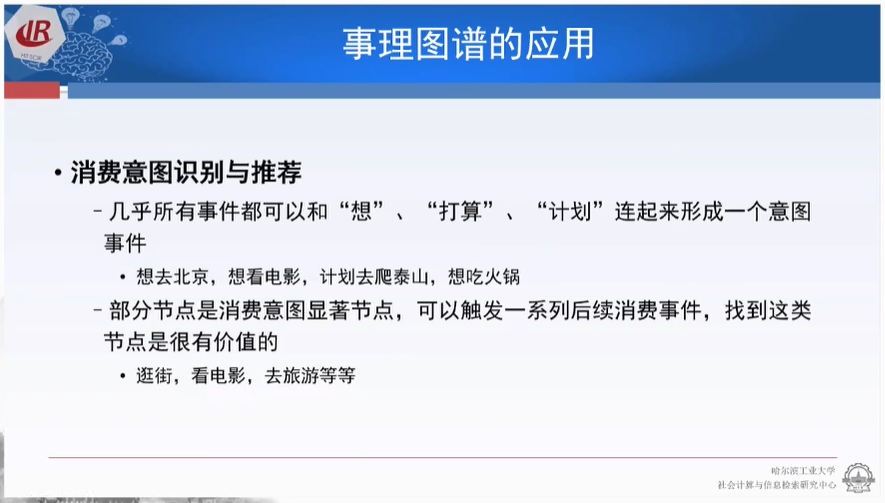 事理图谱的应用
• 消费意图识别与推荐
– 几乎所有事件都可以和“想”、“打算”、“计划”连起来形成一个意图
事件
• 想去北京，想看电影，计划去爬泰山，想吃火锅
– 部分节点是消费意图显著节点，可以触发一系列后续消费事件，找到这类
节点是很有价值的
• 逛街，看电影，去旅游等等
哈尔滨工业大学
社会计算与信息检索研究中心